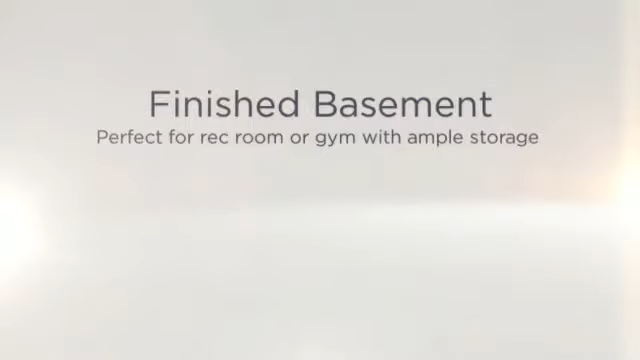 Finished Basement
Perfect for rec room or gym with ample storage